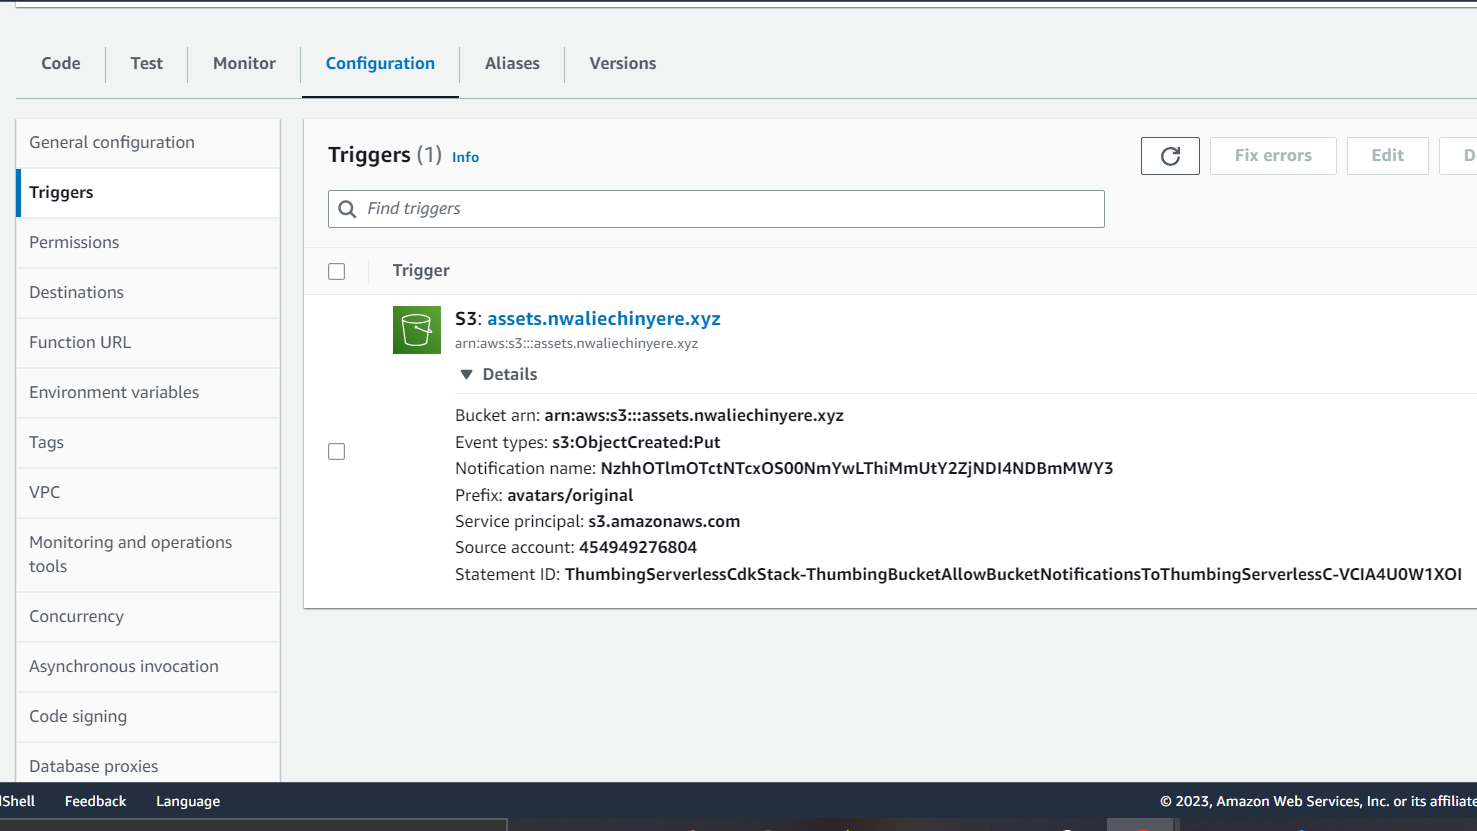 Code Test Monitor Configuration Aliases Versions
General configuration
Triggers
Permissions
Destinations
Function URL
Environment variables
Tags
VPC
Monitoring and operations
tools
Concurrency
Asynchronous invocation
Code signing
Database proxies
Triggers (1) Info
Fix errors Edit
Find triggers
Trigger
S3: assets.nwaliechinyere.xyz
arn:aws:s3:::assets.nwaliechinyere.xyz
Details
Bucket arn: arn:aws:s3:::assets.nwaliechinyere.xyz
Event types: s3:ObjectCreated:Put
Notification name: NzhhOTlmOTctNTcxOS00NmYwLThiMmUtY2ZjNDI4NDBmMWY3
Prefix: avatars/original
Service principal: s3.amazonaws.com
Source account: 454949276804
Statement ID: ThumbingServerlessCdkStack-ThumbingBucketAllowBucketNotificationsToThumbingServerlessC-VCIA4U0W1XOI
Shell Feedback Language
© 2023, Amazon Web Services, Inc. or its affiliate